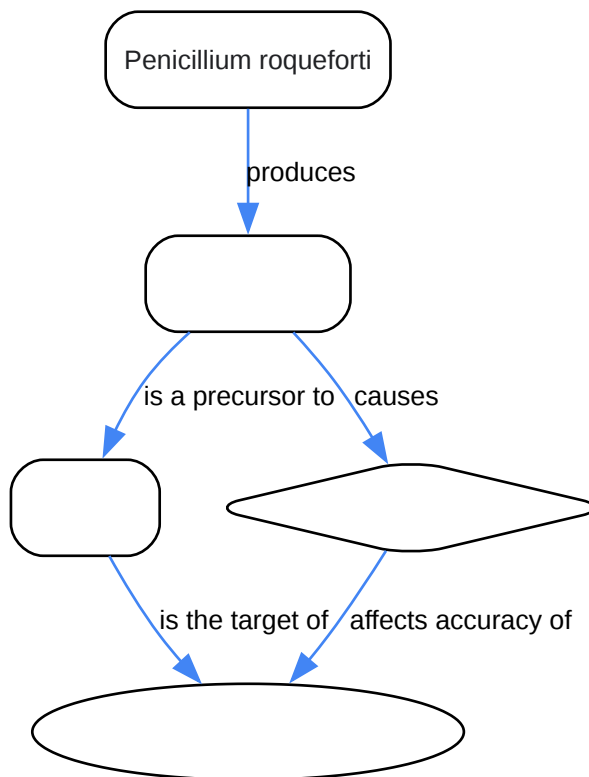 Penicillium roqueforti
produces
is a precursor to
causes
is the target of
affects accuracy of